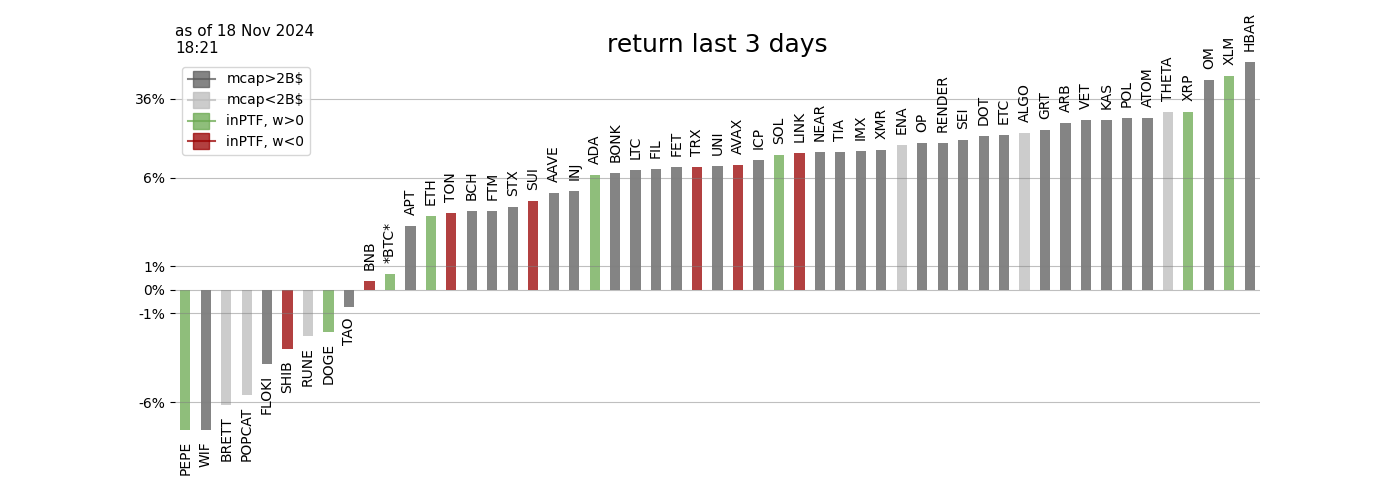 as of 18 Nov 2024
18:21
return last 3 days
mcap>2B$
mcap<2B$
inPTF, w>0
inPTF, w<0
36%
6%
1%
0%
-1%
-6%
PEPE
WIF
BRETT
POPCAT
FLOKI
SHIB
RUNE
DOGE
TAO
BNB
*BTC*
APT
ETH
TON
BCH
FTM
STX
SUI
AAVE
INJ
ADA
BONK
LTC
FIL
FET
TRX
UNI
AVAX
ICP
SOL
LINK
NEAR
TIA
IMX
XMR
ENA
OP
RENDER
SEI
DOT
ETC
ALGO
GRT
ARB
VET
KAS
POL
ATOM
THETA
XRP
OM
XLM
HBAR